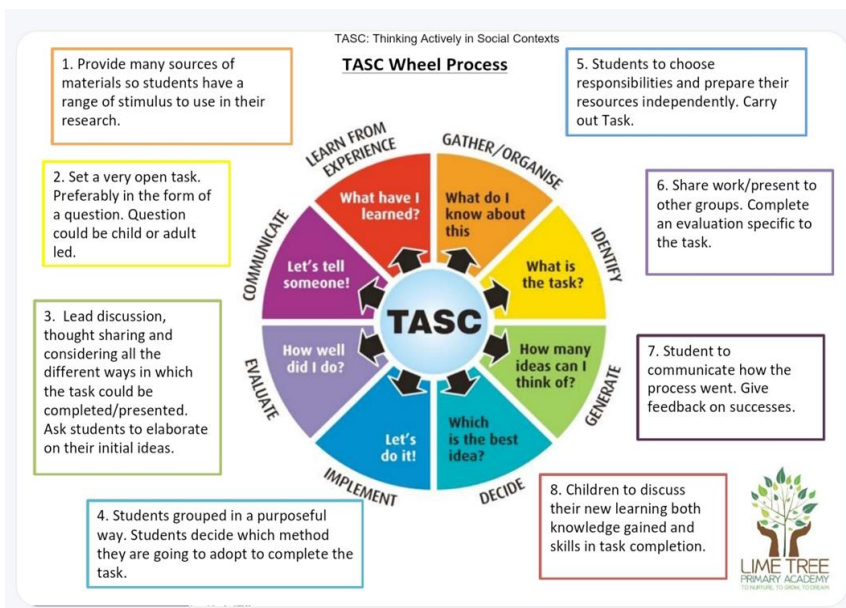 TASC: Thinking Actively in Social Contexts
TASC Wheel Process
1. Provide many sources of
materials so students have a
range of stimulus to use in their
research.
2. Set a very open task.
Preferably in the form of
a question. Question
could be child or adult
led.
3.  Lead discussion,
thought sharing and
considering all the
different ways in which
the task could be
completed/presented.
Ask students to elaborate
on their initial ideas.
4. Students grouped in a purposeful
way. Students decide which method
they are going to adopt to complete the
task.
5. Students to choose
responsibilities and prepare their
resources independently. Carry
out Task.
6. Share work/present to
other groups. Complete
an evaluation specific to
the task.
7. Student to
communicate how the
process went. Give
feedback on successes.
8. Children to discuss
their new learning both
knowledge gained and
skills in task completion.
GATHER/ORGANISE
What do I
know about
this
IDENTIFY
What is
the task?
GENERATE
How many
ideas can I
think of?
DECIDE
Which
is the best
idea?
IMPLEMENT
Let's
do it!
EVALUATE
How well
did I do?
COMMUNICATE
Let's tell
someone!
LEARN FROM
EXPERIENCE
What have I
learned?
TASC
LIME TREE
PRIMARY ACADEMY
TO NURTURE, TO GROW, TO DREAM